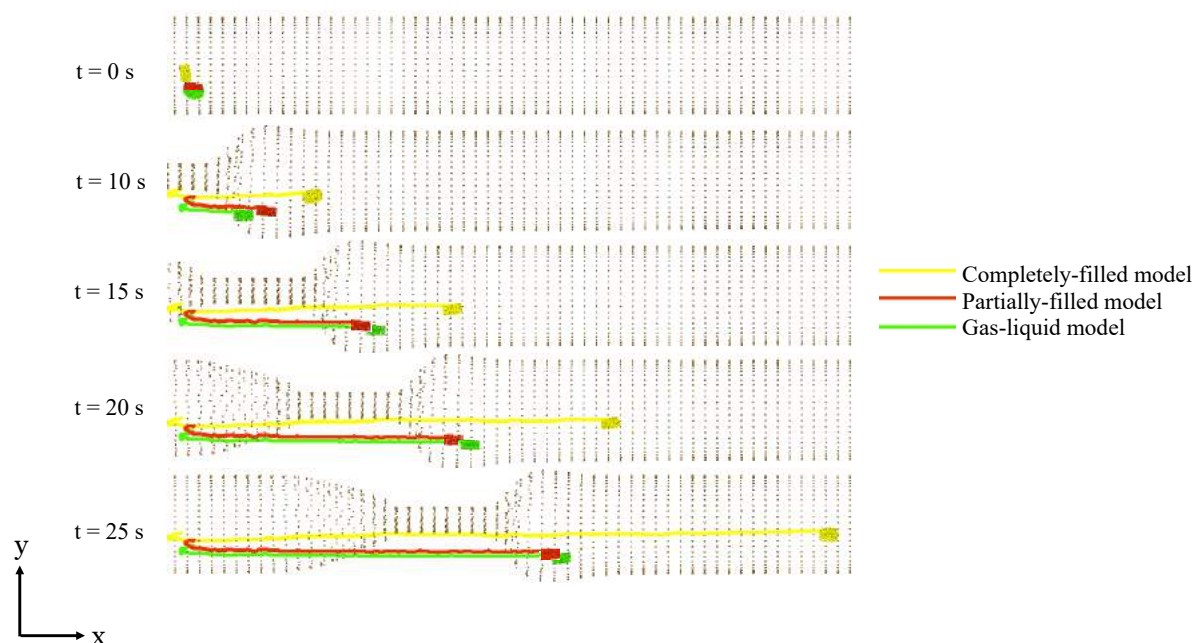 t = 0 s
t = 10 s
t = 15 s
t = 20 s
t = 25 s
Completely-filled model
Partially-filled model
Gas-liquid model
y
x